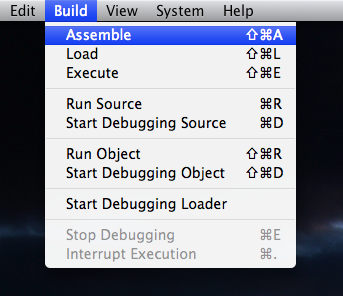 Edit Build View System Help
Assemble ⇧⌘A
Load ⇧⌘L
Execute ⇧⌘E
Run Source ⌘R
Start Debugging Source ⌘D
Run Object ⇧⌘R
Start Debugging Object ⇧⌘D
Start Debugging Loader
Stop Debugging ⌘E
Interrupt Execution ⌘.